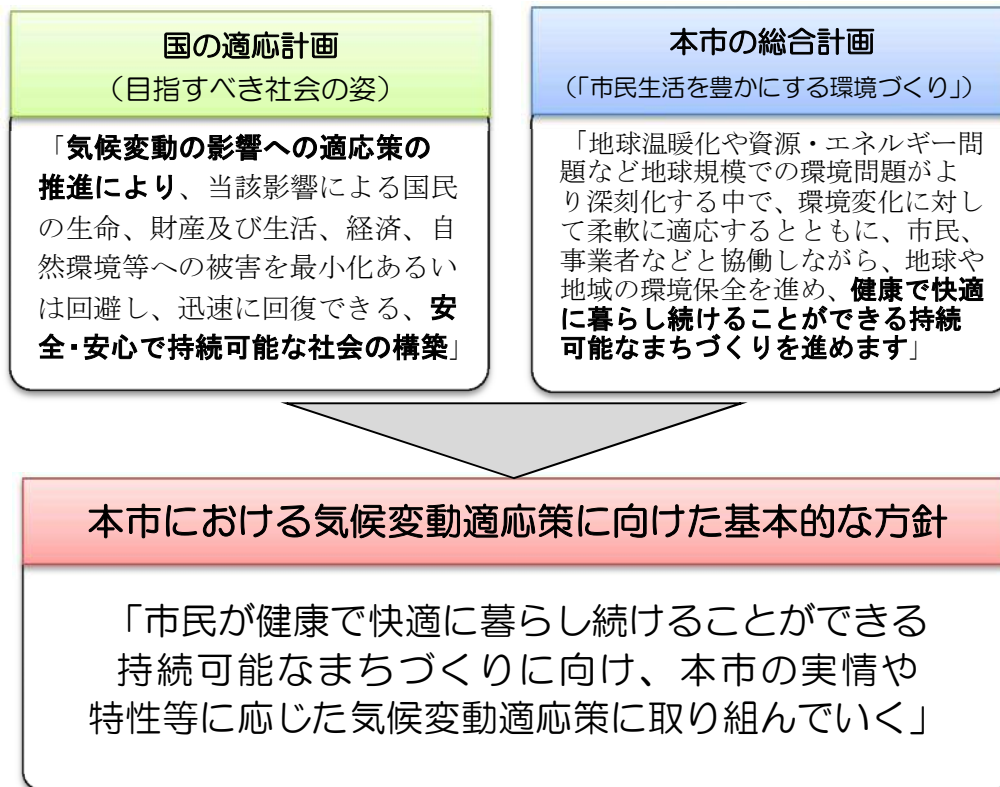 国の適応計画
（目指すべき社会の姿）
「気候変動の影響への適応策の
推進により、当該影響による国民
の生命、財産及び生活、経済、自
然環境等への被害を最小化あるい
は回避し、迅速に回復できる、安
全・安心で持続可能な社会の構築」
本市の総合計画
（「市民生活を豊かにする環境づくり」）
「地球温暖化や資源・エネルギー問
題など地球規模での環境問題がよ
り深刻化する中で、環境変化に対し
て柔軟に適応するとともに、市民、
事業者などと協働しながら、地球や
地域の環境保全を進め、健康で快適
に暮らし続けることができる持続
可能なまちづくりを進めます」
本市における気候変動適応策に向けた基本的な方針
「市民が健康で快適に暮らし続けることができる
持続可能なまちづくりに向け、本市の実情や
特性等に応じた気候変動適応策に取り組んでいく」